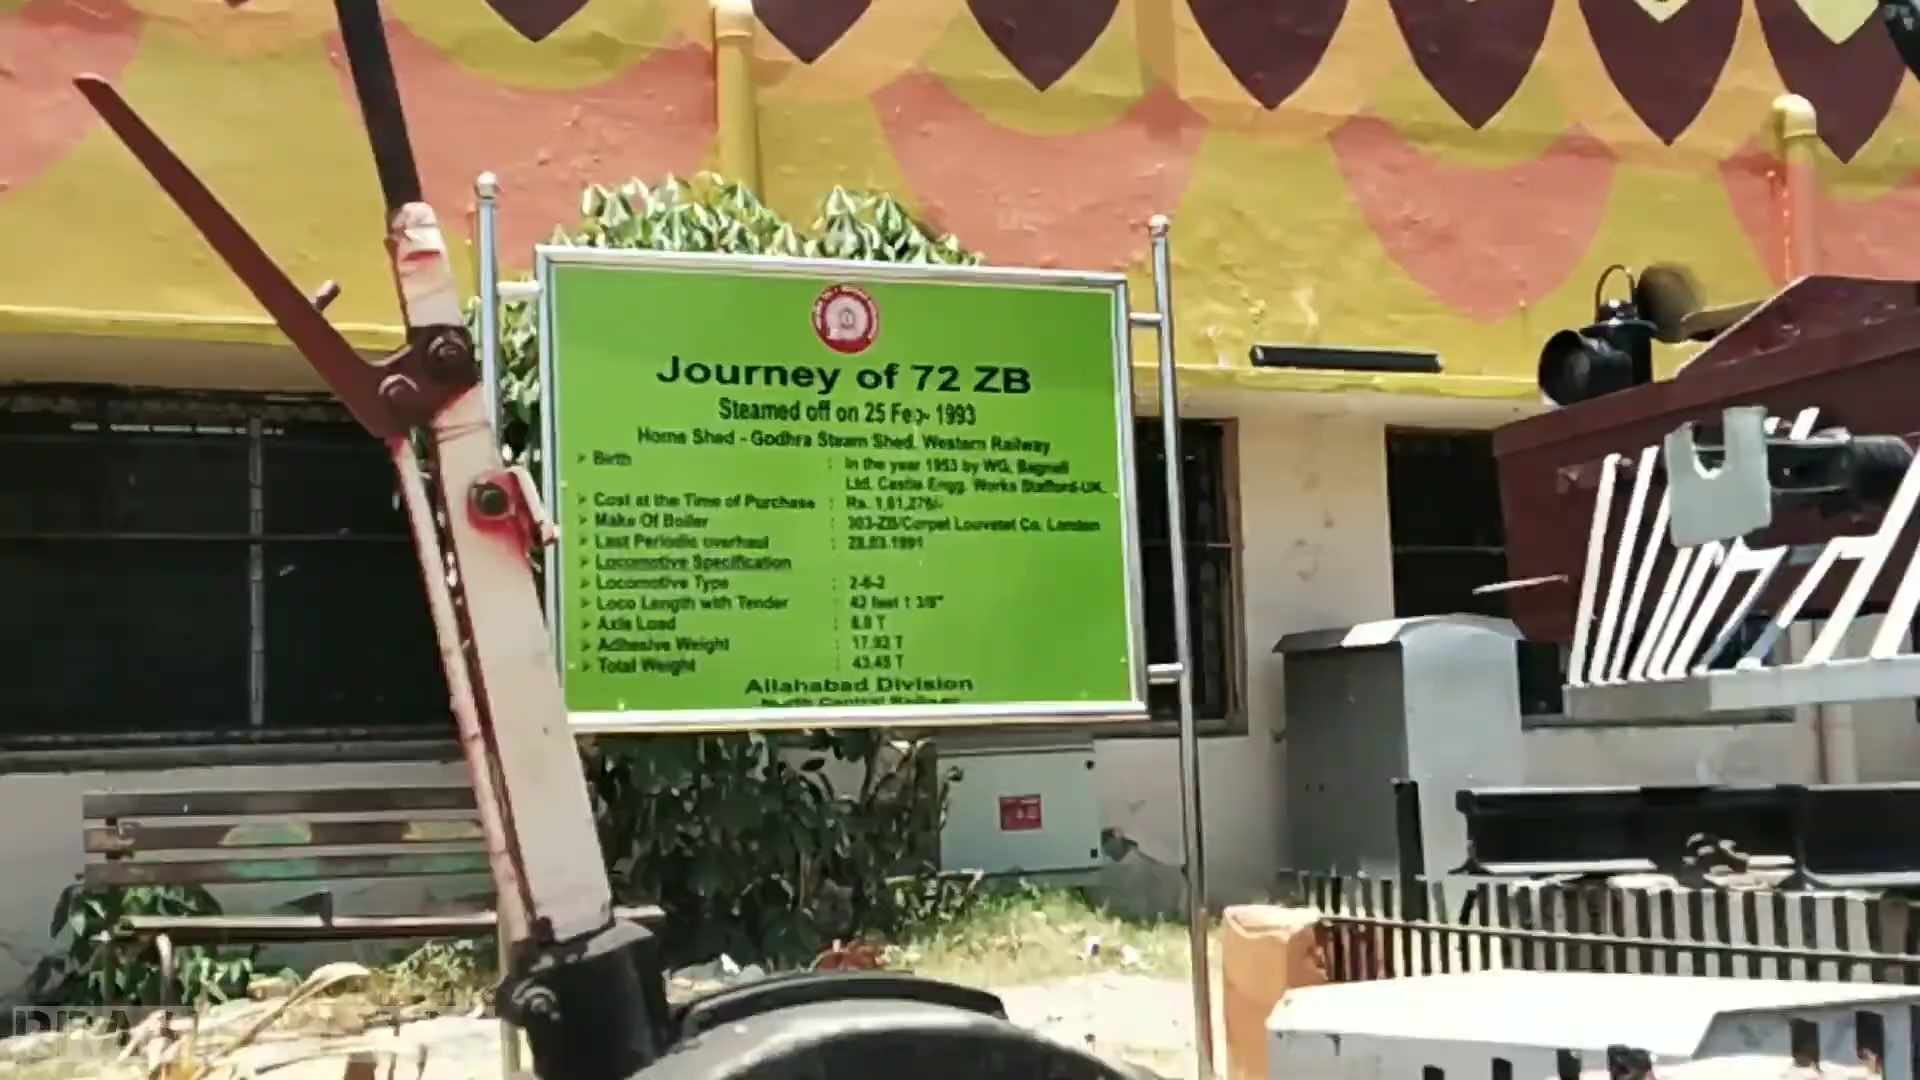 Journey of 72 ZB
Steamed off on 25 Feb- 1993
Home Shed - Godhra Steam Shed, Western Railway
Birth : In the year 1953 by WG, Bagnall
Ltd. Castle Engg. Works Stafford-UK.
Cost at the Time of Purchase : Rs. 1,61,276/-
Make Of Boiler : 303-ZB/Corpet Louvetet Co. London
Last Periodic overhaul : 28.03.1991
Locomotive Specification
Locomotive Type : 2-6-2
Loco Length with Tender : 42 feet 1 3/8"
Axle Load : T
Adhesive Weight : 17.92 T
Total Weight : 43.45 T
Allahabad Division
North Central Railway